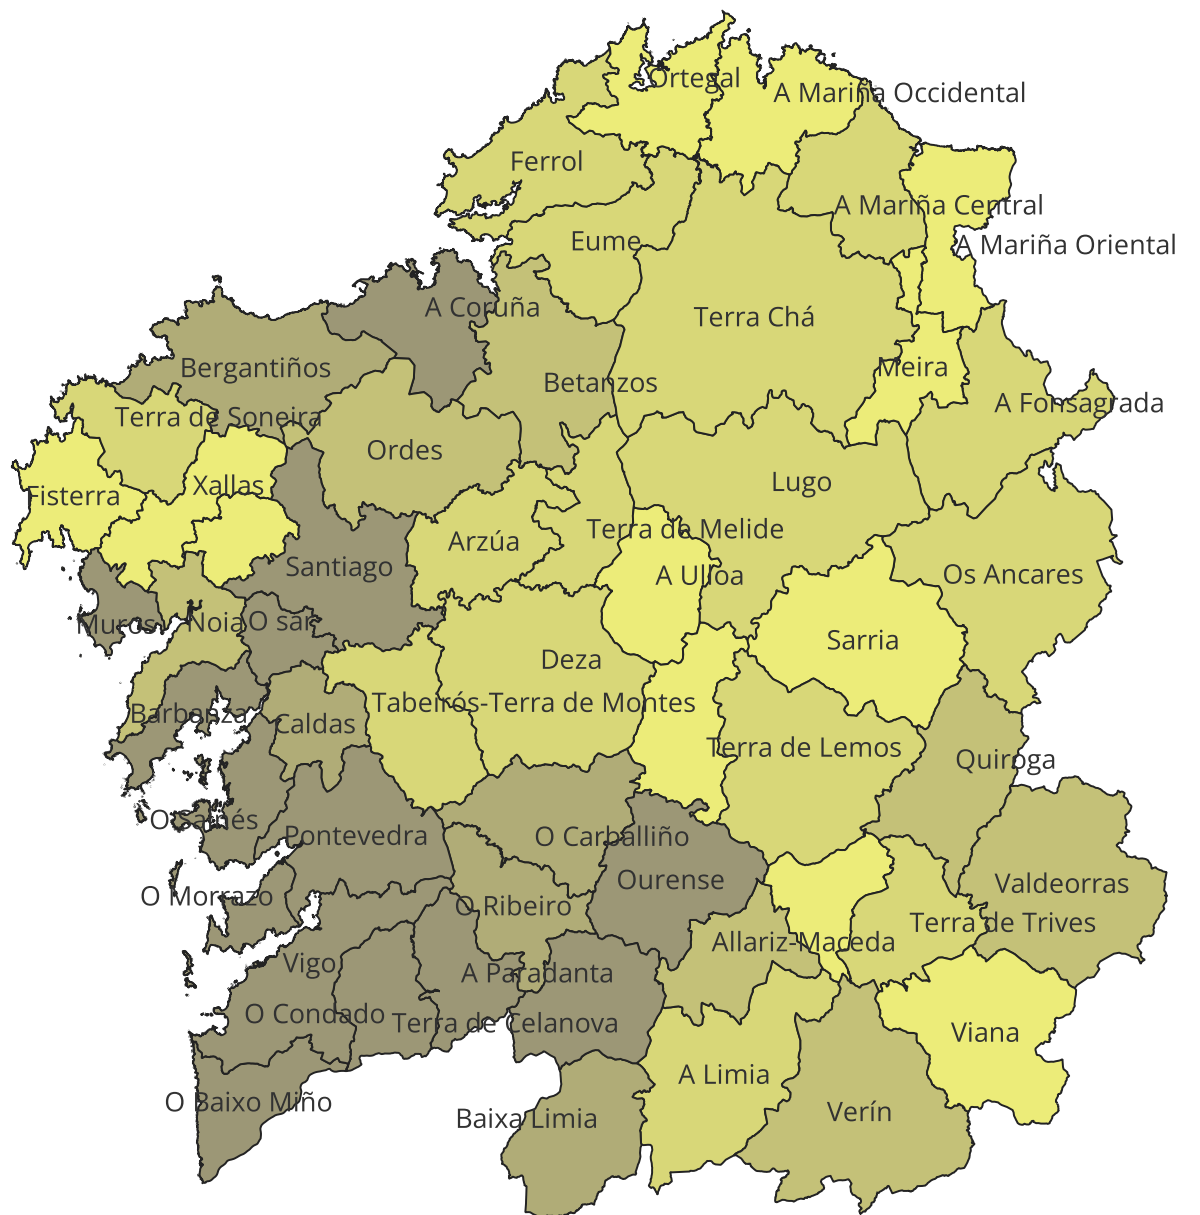 Ortegal
A Mariña Occidental
Ferrol
A Mariña Central
Eume
A Mariña Oriental
A Coruña
Terra Chá
Bergantiños
Meira
Betanzos
A Fonsagrada
Terra de Soneira
Ordes
Xallas
Lugo
Fisterra
Terra de Melide
Arzúa
Santiago
A Ulloa
Os Ancares
Muros
Noia
O sar
Sarria
Deza
Tabeirós-Terra de Montes
Barbanza
Caldas
Terra de Lemos
Quiroga
O Salnés
Pontevedra
O Carballiño
Ourense
Valdeorras
O Morrazo
O Ribeiro
Terra de Trives
Allariz-Maceda
Vigo
A Paradanta
O Condado
Terra de Celanova
Viana
A Limia
O Baixo Miño
Baixa Limia
Verín